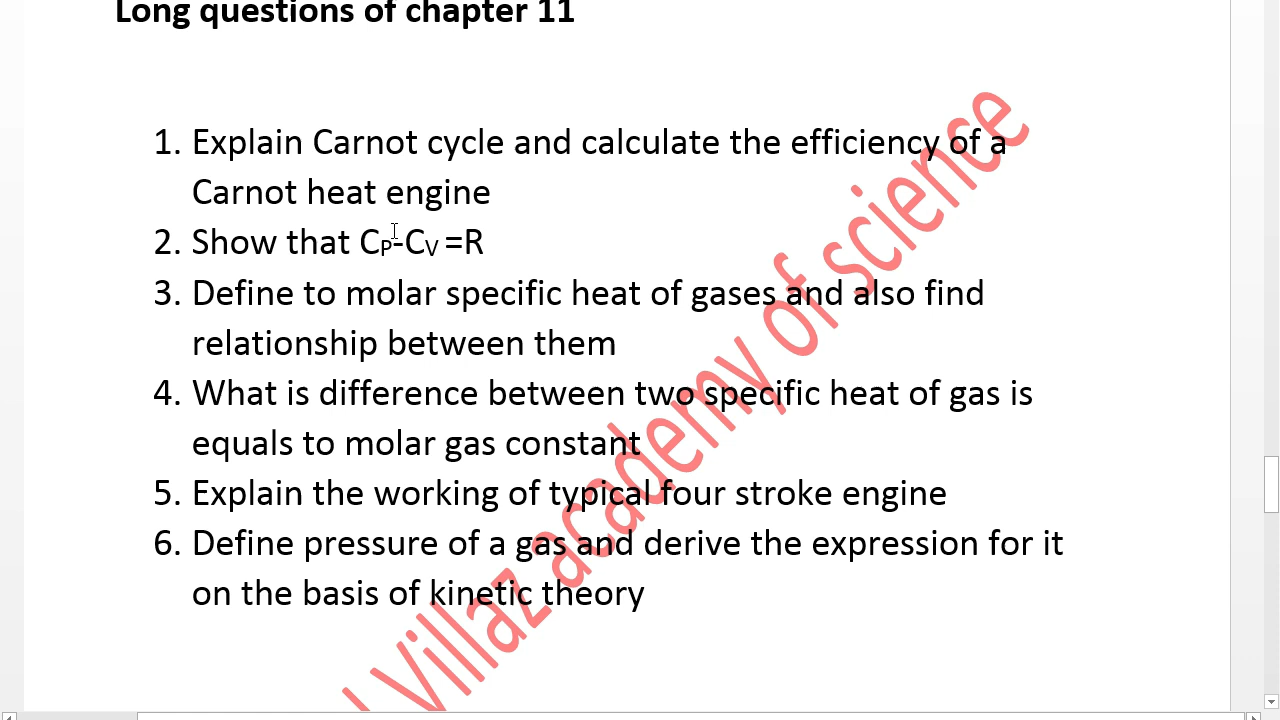 Long questions of chapter 11
1. Explain Carnot cycle and calculate the efficiency of a
Carnot heat engine
2. Show that CP-CV =R
3. Define to molar specific heat of gases and also find
relationship between them
4. What is difference between two specific heat of gas is
equals to molar gas constant
5. Explain the working of typical four stroke engine
6. Define pressure of a gas and derive the expression for it
on the basis of kinetic theory
Villaz academy of science